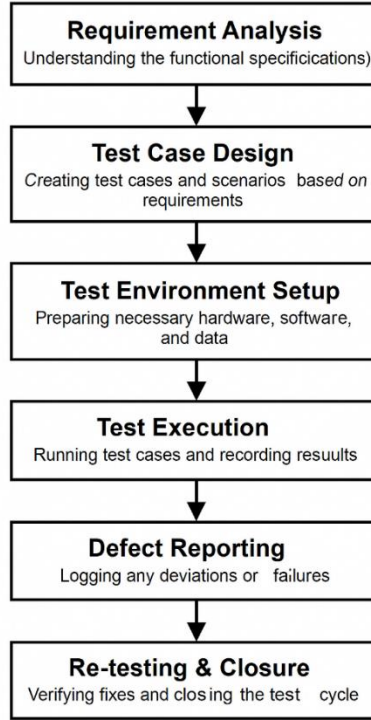 Requirement Analysis
Understanding the functional specificications)
Test Case Design
Creating test cases and scenarios based on
requirements
Test Environment Setup
Preparing necessary hardware, software,
and data
Test Execution
Running test cases and recording resuults
Defect Reporting
Logging any deviations or failures
Re-testing & Closure
Verifying fixes and closing the test cycle